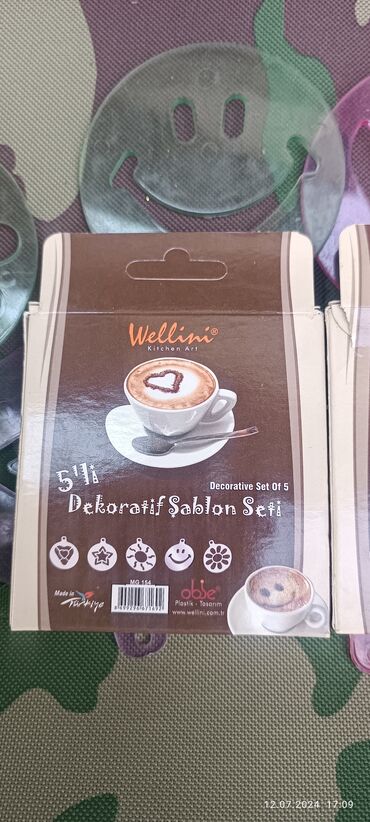 Wellini®
Kitchen Art
5'li
Decorative Set Of 5
Dekoratif Şablon Seti
MG 154
Made in
Türkiye
obje
Plastik - Tasarım
www.wellini.com.tr
12.07.2024 17:09